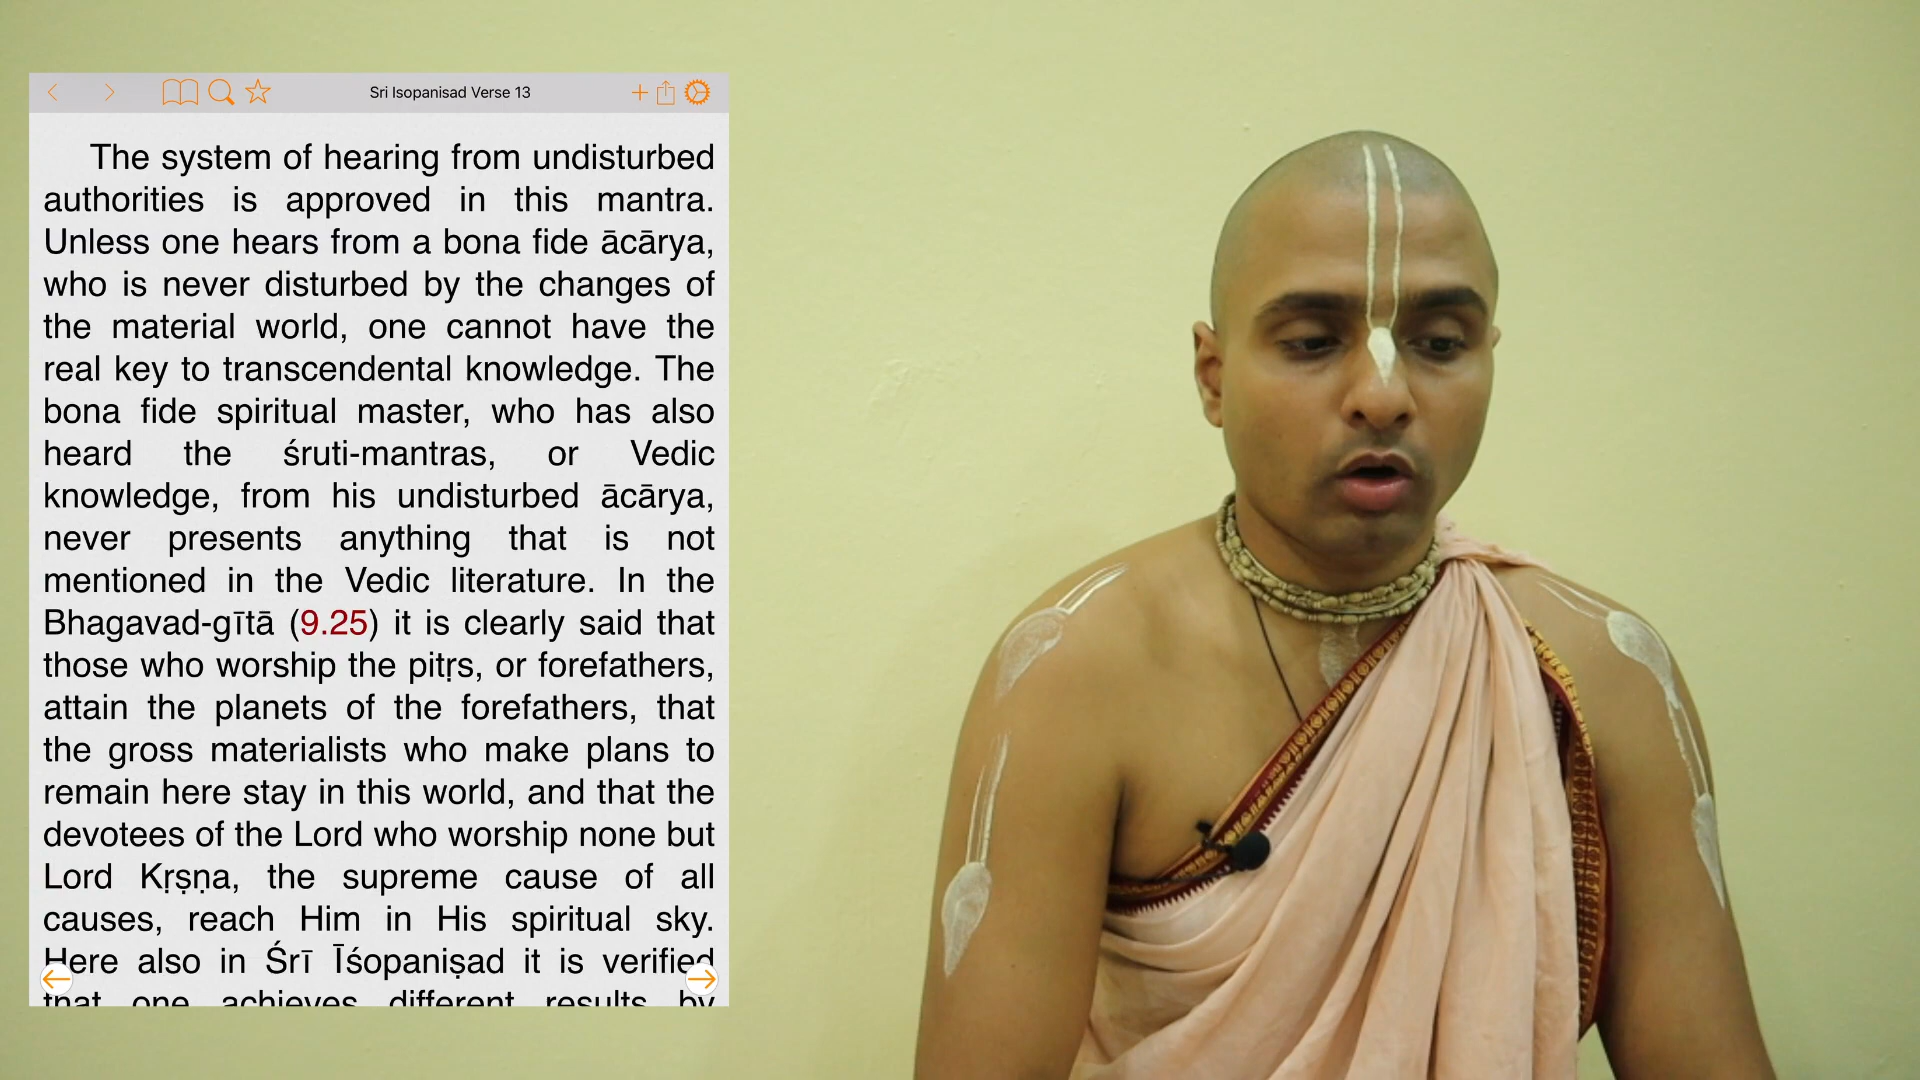 Sri Isopanisad Verse 13
The system of hearing from undisturbed
authorities is approved in this mantra.
Unless one hears from a bona fide ācārya,
who is never disturbed by the changes of
the material world, one cannot have the
real key to transcendental knowledge. The
bona fide spiritual master, who has also
heard the śruti-mantras, or Vedic
knowledge, from his undisturbed ācārya,
never presents anything that is not
mentioned in the Vedic literature. In the
Bhagavad-gītā (9.25) it is clearly said that
those who worship the pitṛs, or forefathers,
attain the planets of the forefathers, that
the gross materialists who make plans to
remain here stay in this world, and that the
devotees of the Lord who worship none but
Lord Kṛṣṇa, the supreme cause of all
causes, reach Him in His spiritual sky.
Here also in Śrī Īśopaniṣad it is verified
that one achieves different results by